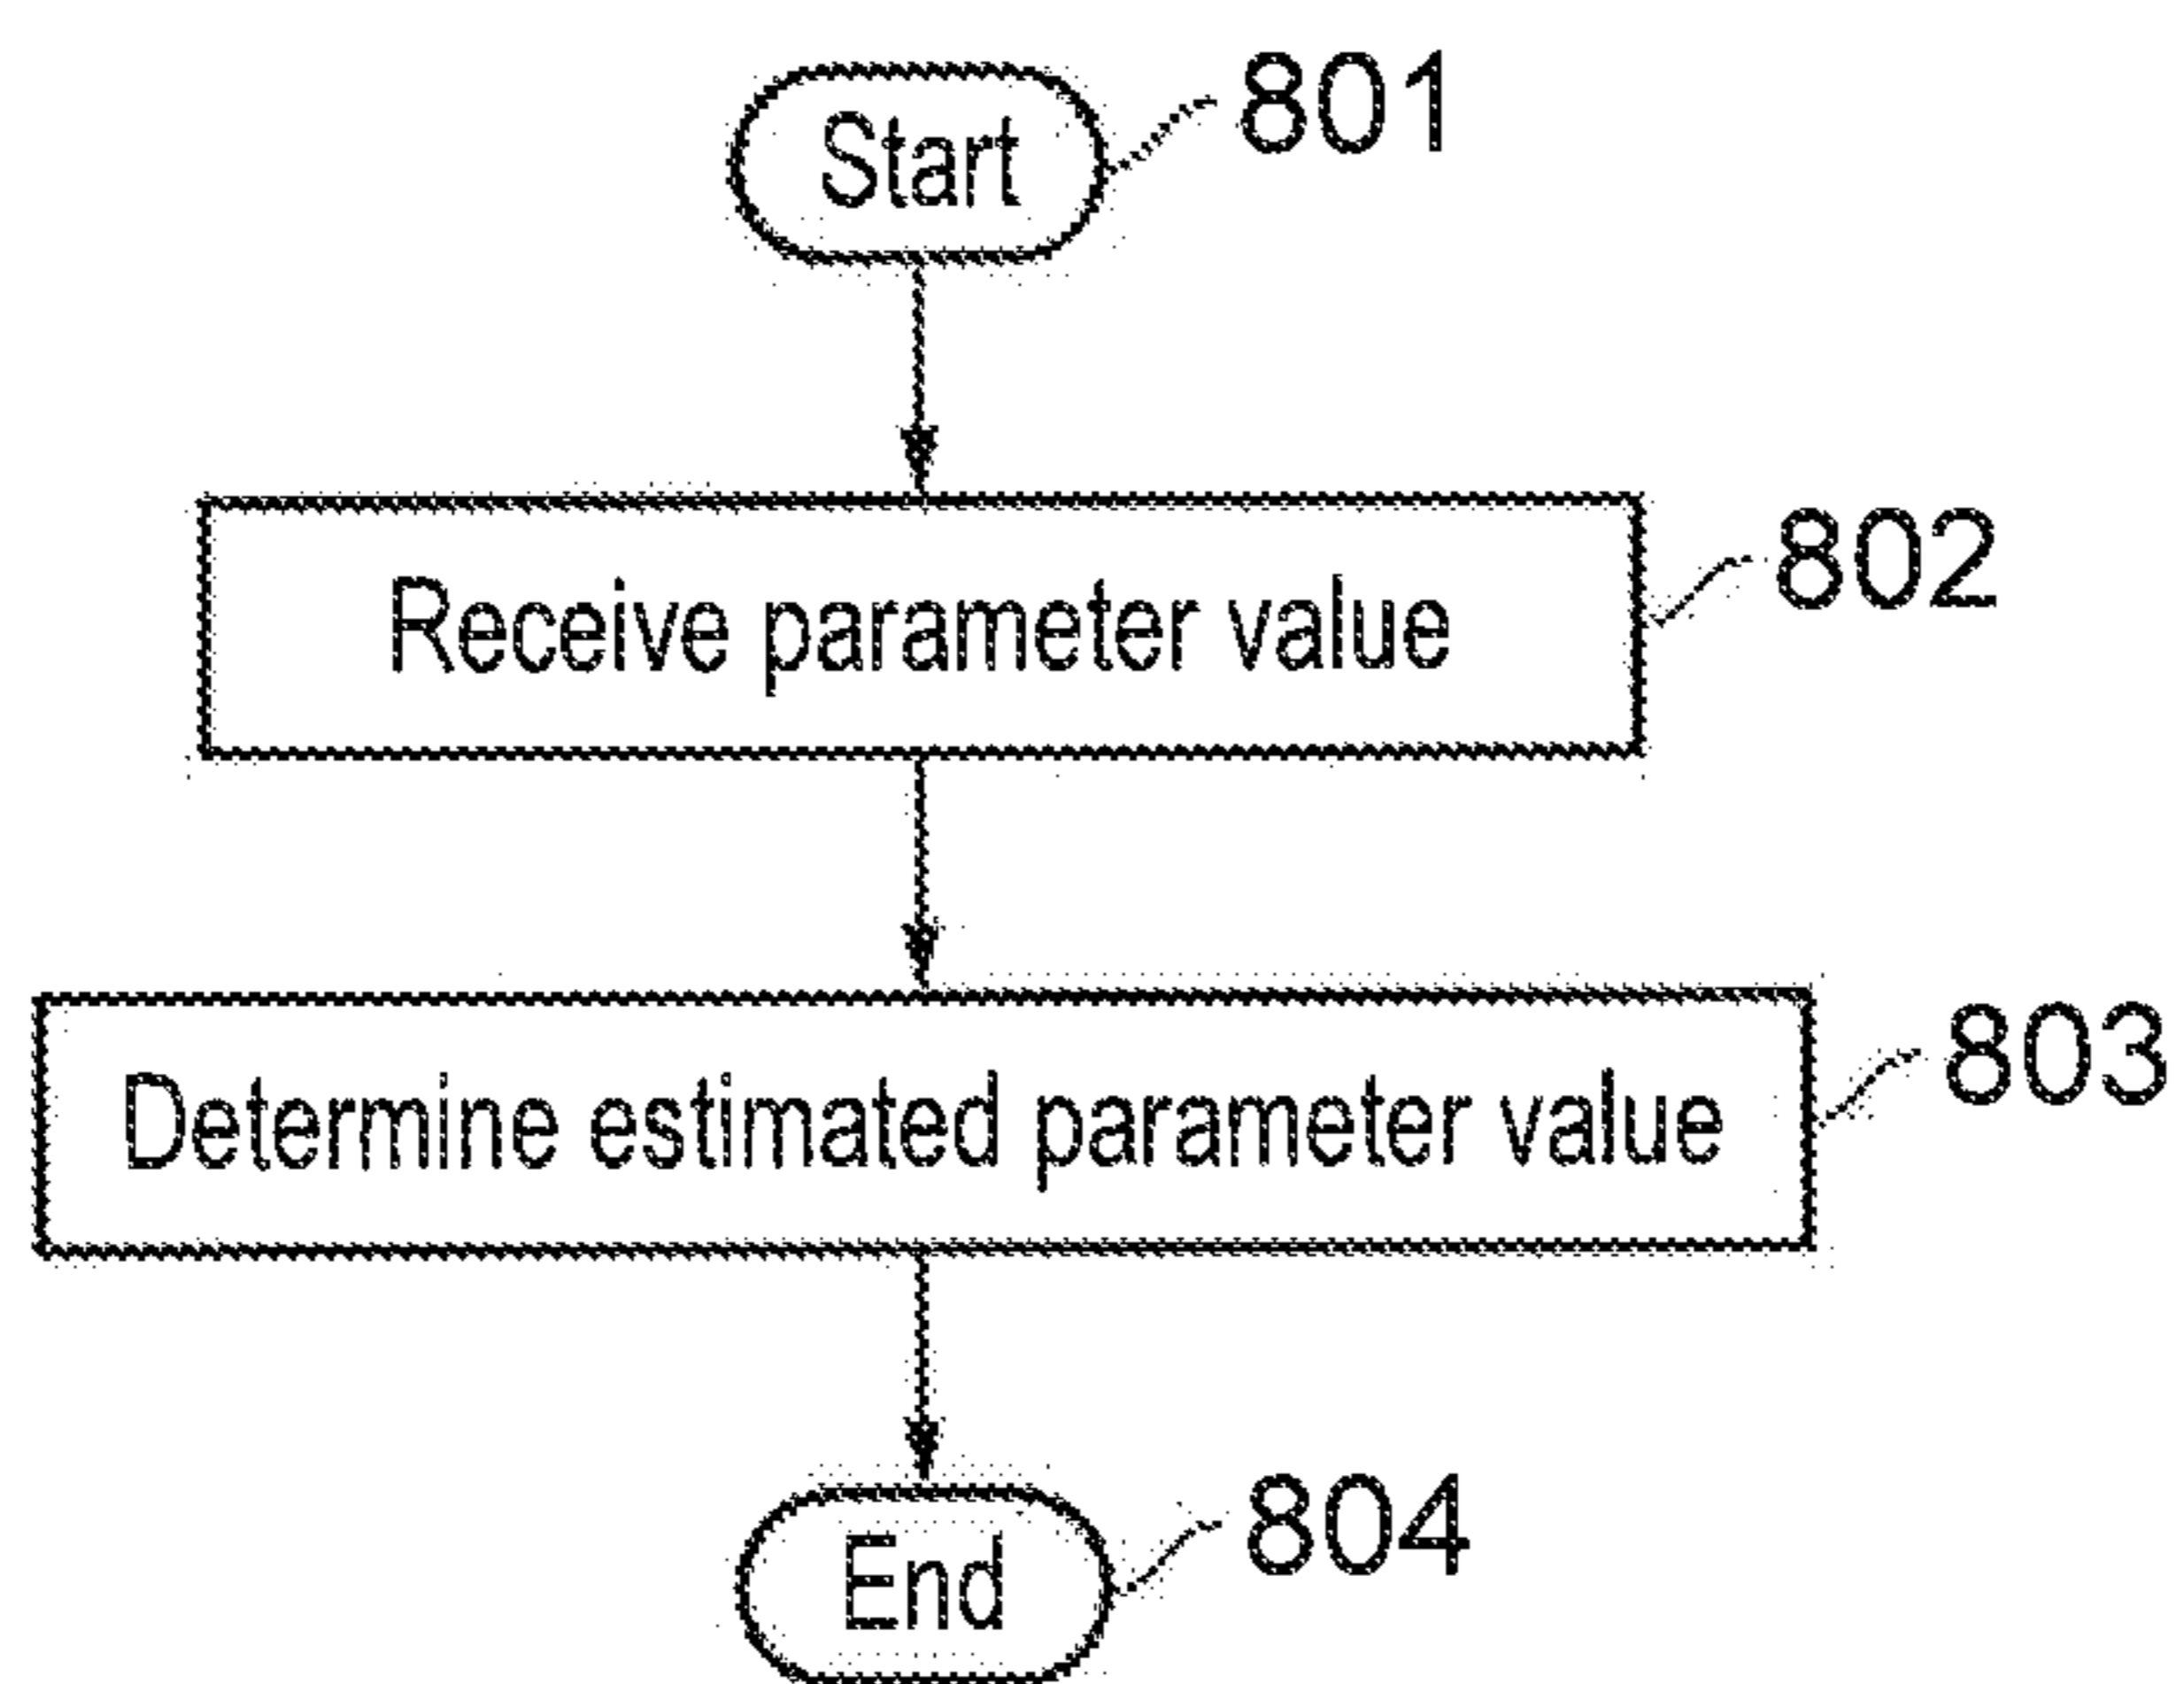 Start 801
Receive parameter value 802
Determine estimated parameter value 803
End 804